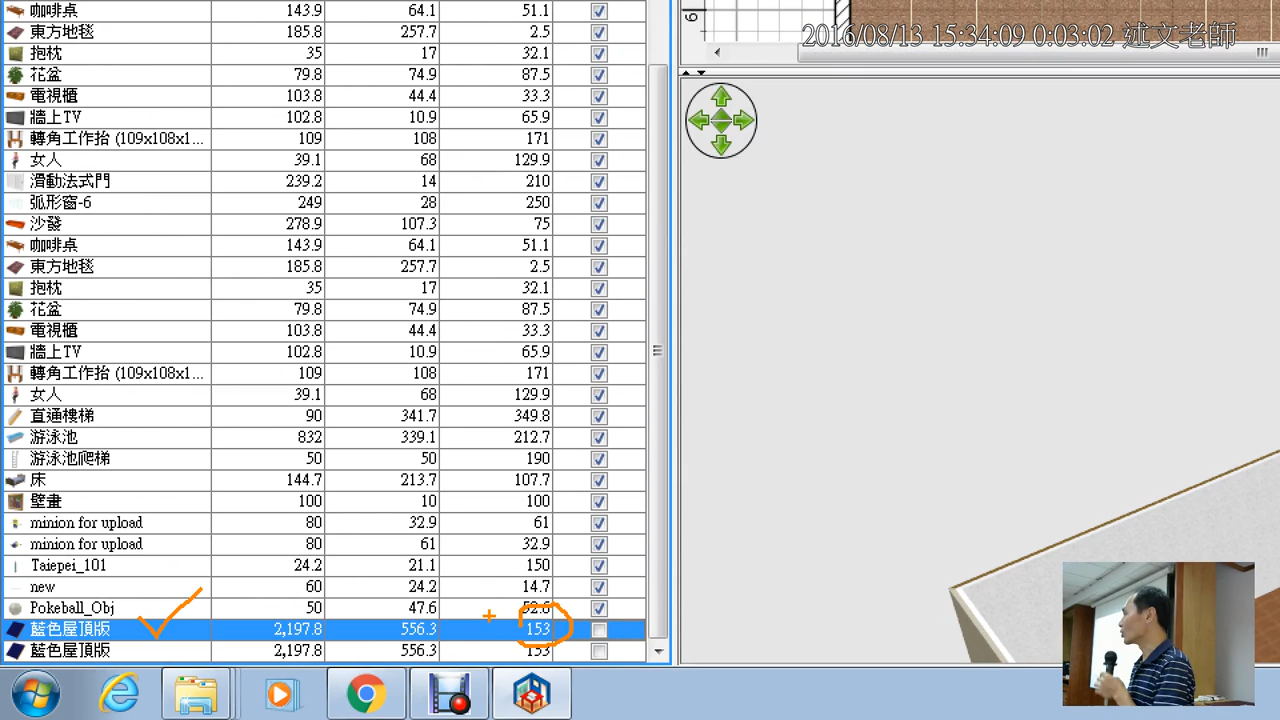 咖啡桌 143.9 64.1 51.1
東方地毯 185.8 257.7 2.5
抱枕 35 17 32.1
花盆 79.8 74.9 87.5
電視櫃 103.8 44.4 33.3
牆上TV 102.8 10.9 65.9
轉角工作抬 (109x108x1... 109 108 171
女人 39.1 68 129.9
滑動法式門 239.2 14 210
弧形窗-6 249 28 250
沙發 278.9 107.3 75
咖啡桌 143.9 64.1 51.1
東方地毯 185.8 257.7 2.5
抱枕 35 17 32.1
花盆 79.8 74.9 87.5
電視櫃 103.8 44.4 33.3
牆上TV 102.8 10.9 65.9
轉角工作抬 (109x108x1... 109 108 171
女人 39.1 68 129.9
直通樓梯 90 341.7 349.8
游泳池 832 339.1 212.7
游泳池爬梯 50 50 190
床 144.7 213.7 107.7
壁畫 100 10 100
minion for upload 80 32.9 61
minion for upload 80 61 32.9
Taiepei_101 24.2 21.1 150
new 60 24.2 14.7
Pokeball_Obj 50 47.6 52.6
藍色屋頂版 2,197.8 556.3 153
藍色屋頂版 2,197.8 556.3 153
2016/08/13 15:34:09 0:03:02 述文老師